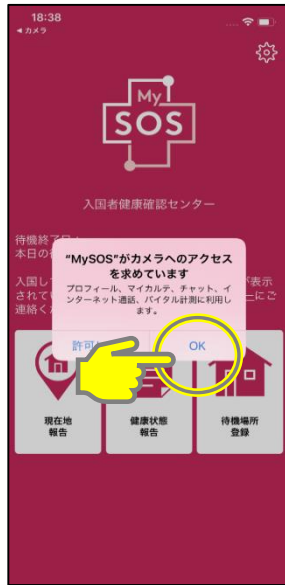 18:38
◀ カメラ
My
SOS
入国者健康確認センター
待機終了日:
本日の
"MySOS"がカメラへのアクセス
を求めています
プロフィール、マイカルテ、チャット、イ
ンターネット通話、バイタル計測に利用し
ます。
入国し
が表示
されて
ーにご
連絡く
許可
OK
現在地
報告
健康状態
報告
待機場所
登録